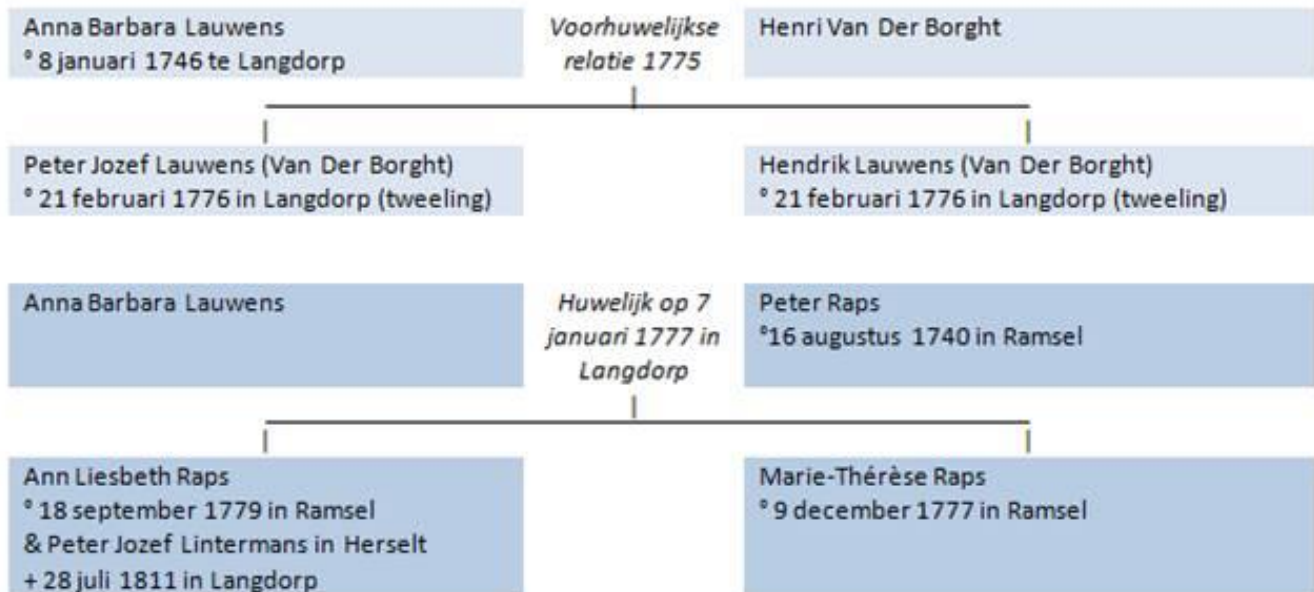 Anna Barbara Lauwens
° 8 januari 1746 te Langdorp
Voorhuwelijkse
relatie 1775
Henri Van Der Borght
Peter Jozef Lauwens (Van Der Borght)
° 21 februari 1776 in Langdorp (tweeling)
Hendrik Lauwens (Van Der Borght)
° 21 februari 1776 in Langdorp (tweeling)
Anna Barbara Lauwens
Huwelijk op 7
januari 1777 in
Langdorp
Peter Raps
°16 augustus 1740 in Ramsel
Ann Liesbeth Raps
° 18 september 1779 in Ramsel
& Peter Jozef Lintermans in Herselt
+ 28 juli 1811 in Langdorp
Marie-Thérèse Raps
° 9 december 1777 in Ramsel